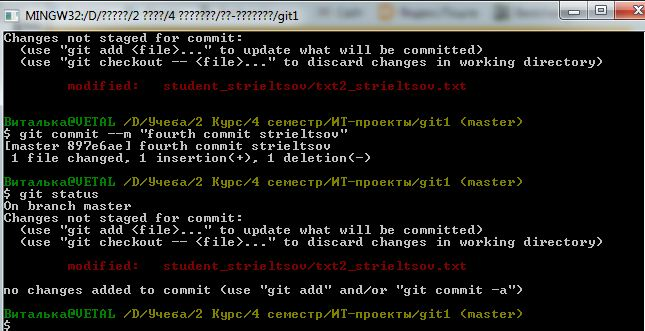 MINGW32:/D/?????/2 ????/4 ???????/??-???????/git1
Changes not staged for commit:
(use "git add <file>..." to update what will be committed)
(use "git checkout -- <file>..." to discard changes in working directory)
modified: student_strieltsov/txt2_strieltsov.txt
Виталька@VETAL /D/Учеба/2 Курс/4 семестр/ИТ-проекты/git1 (master)
$ git commit --m "fourth commit strieltsov"
[master 897e6ae] fourth commit strieltsov
1 file changed, 1 insertion(+), 1 deletion(-)
Виталька@VETAL /D/Учеба/2 Курс/4 семестр/ИТ-проекты/git1 (master)
$ git status
On branch master
Changes not staged for commit:
(use "git add <file>..." to update what will be committed)
(use "git checkout -- <file>..." to discard changes in working directory)
modified: student_strieltsov/txt2_strieltsov.txt
no changes added to commit (use "git add" and/or "git commit -a")
Виталька@VETAL /D/Учеба/2 Курс/4 семестр/ИТ-проекты/git1 (master)
$